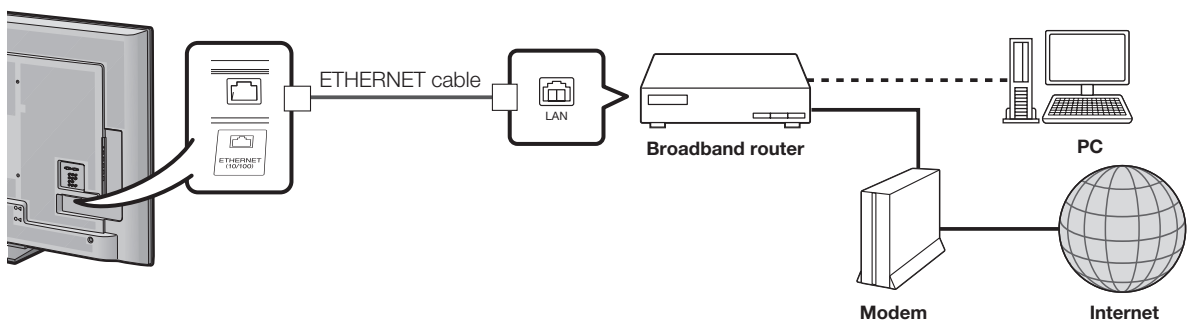 ETHERNET cable
ETHERNET
(10/100)
LAN
Broadband router
PC
Modem
Internet